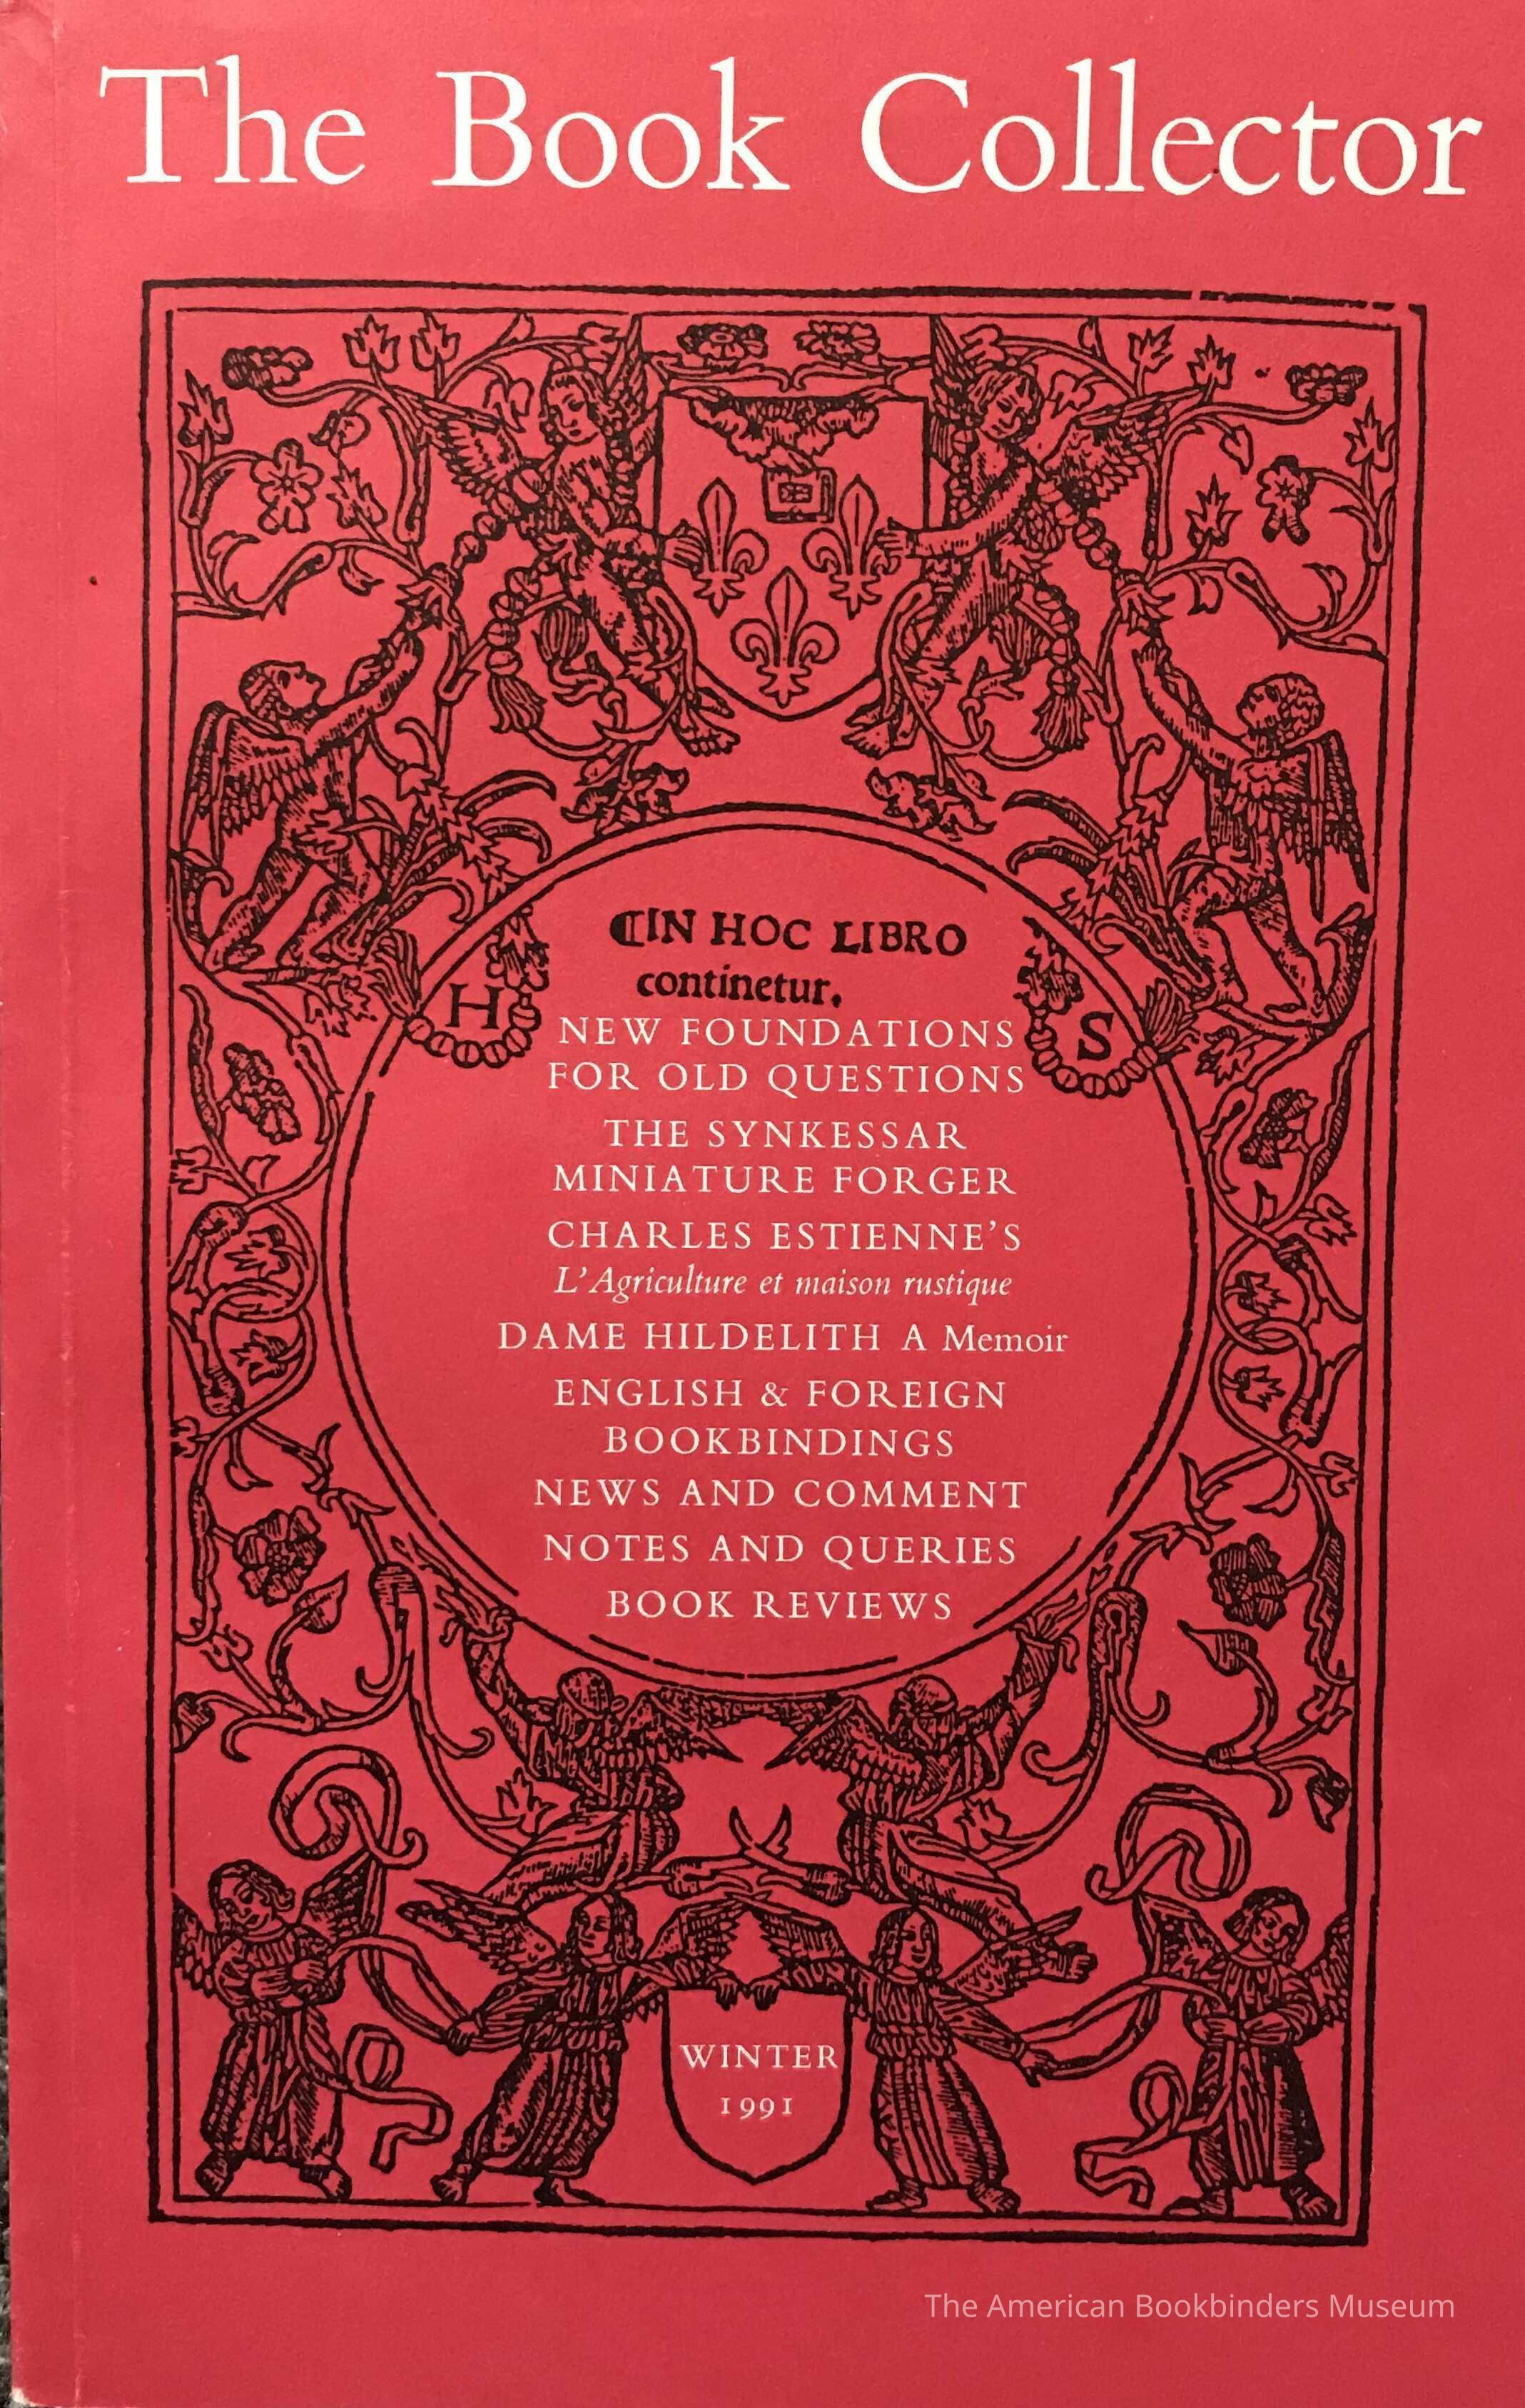 The Book Collector
⸿IN HOC LIBRO
continetur.
H
S
NEW FOUNDATIONS
FOR OLD QUESTIONS
THE SYNKESSAR
MINIATURE FORGER
CHARLES ESTIENNE'S
L'Agriculture et maison rustique
DAME HILDELITH A Memoir
ENGLISH & FOREIGN
BOOKBINDINGS
NEWS AND COMMENT
NOTES AND QUERIES
BOOK REVIEWS
WINTER
1991
The American Bookbinders Museum